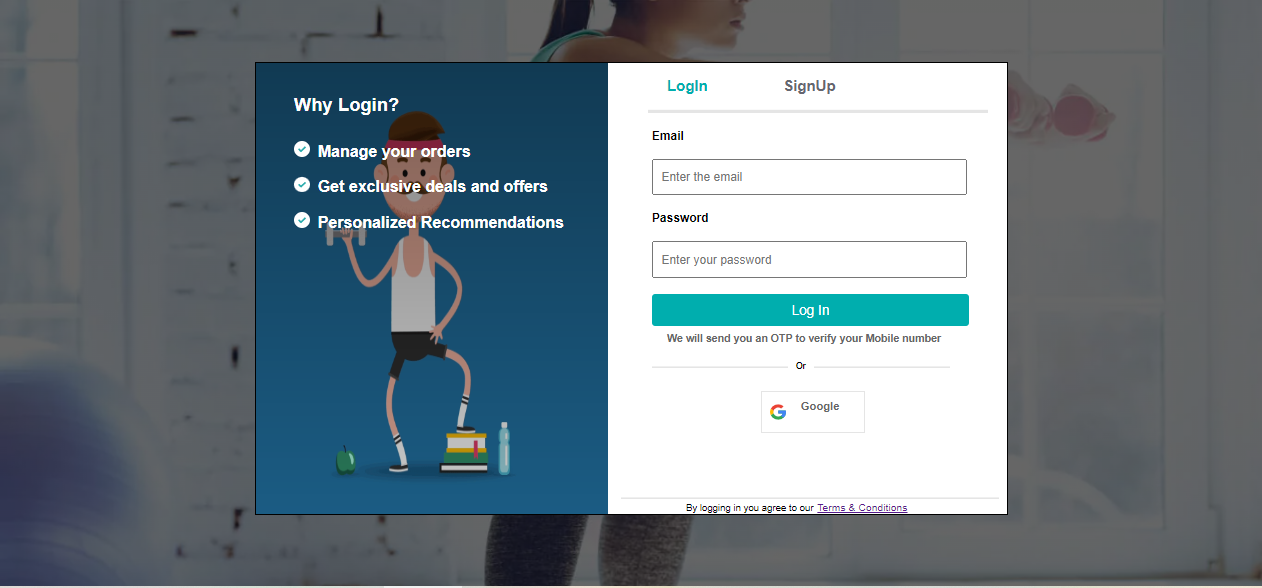 Why Login?
Manage your orders
Get exclusive deals and offers
Personalized Recommendations
LogIn
SignUp
Email
Enter the email
Password
Enter your password
Log In
We will send you an OTP to verify your Mobile number
Or
Google
By logging in you agree to our Terms & Conditions